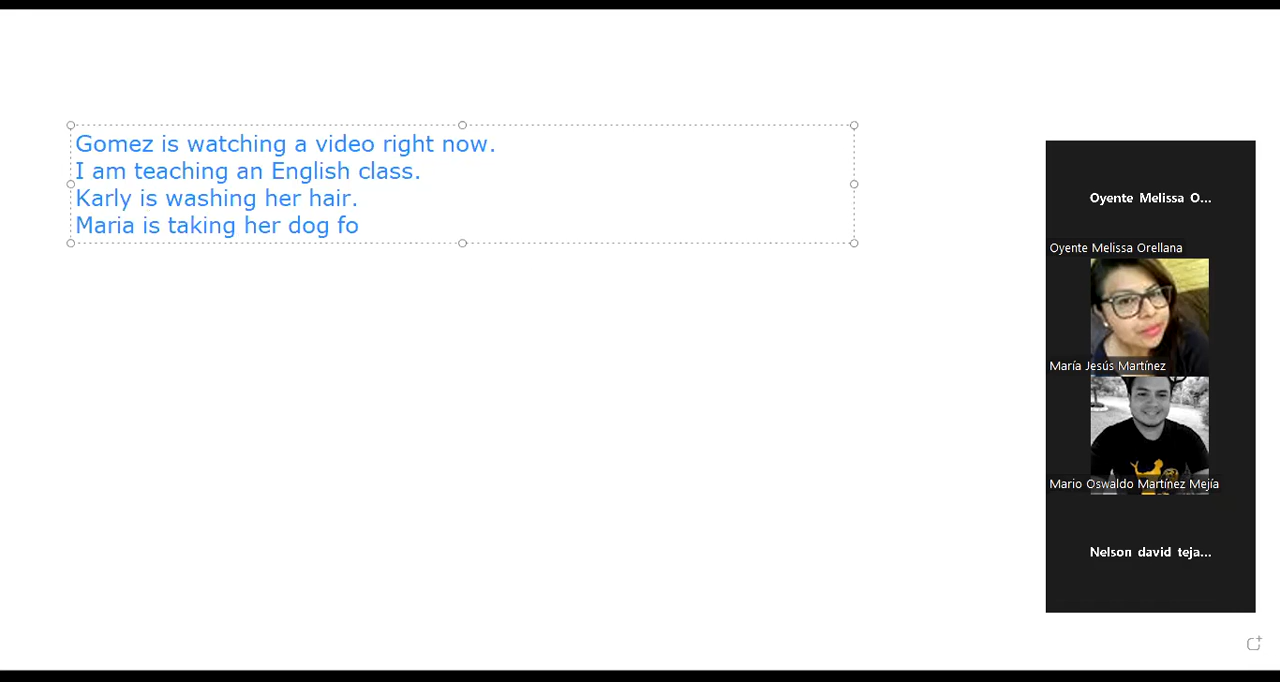 Gomez is watching a video right now.
I am teaching an English class.
Karly is washing her hair.
Maria is taking her dog fo
Oyente Melissa O...
Oyente Melissa Orellana
María Jesús Martínez
Mario Oswaldo Martínez Mejía
Nelson david teja...